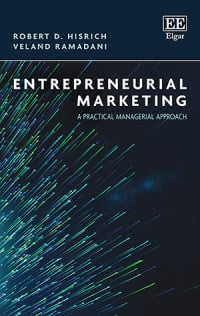 ROBERT D. HISRICH
VELAND RAMADANI
EE
Elgar
ENTREPRENEURIAL
MARKETING
A PRACTICAL MANAGERIAL APPROACH